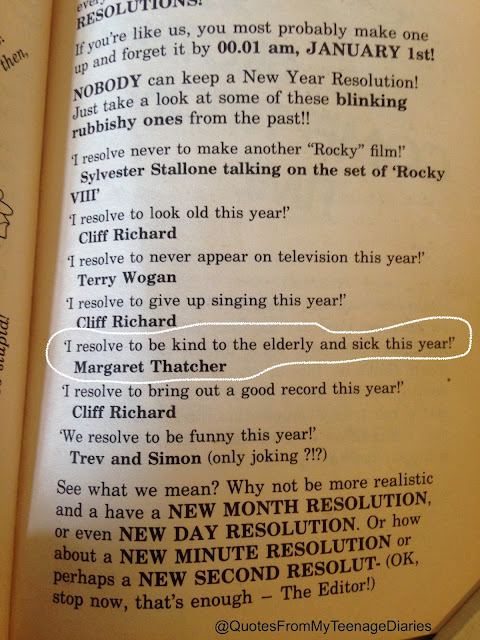 every
RESOLUTIONS!
If you're like us, you most probably make one
up and forget it by 00.01 am, JANUARY 1st!
NOBODY can keep a New Year Resolution!
Just take a look at some of these blinking
rubbishy ones from the past!!
'I resolve never to make another "Rocky" film!'
Sylvester Stallone talking on the set of 'Rocky
VIII'
'I resolve to look old this year!'
Cliff Richard
'I resolve to never appear on television this year!'
Terry Wogan
'I resolve to give up singing this year!'
Cliff Richard
'I resolve to be kind to the elderly and sick this year!'
Margaret Thatcher
'I resolve to bring out a good record this year!'
Cliff Richard
'We resolve to be funny this year!'
Trev and Simon (only joking ?!?)
See what we mean? Why not be more realistic
and a have a NEW MONTH RESOLUTION,
or even NEW DAY RESOLUTION. Or how
about a NEW MINUTE RESOLUTION or
perhaps a NEW SECOND RESOLUT- (OK,
stop now, that's enough – The Editor!)
then,
stupid!
@QuotesFromMyTeenageDiaries